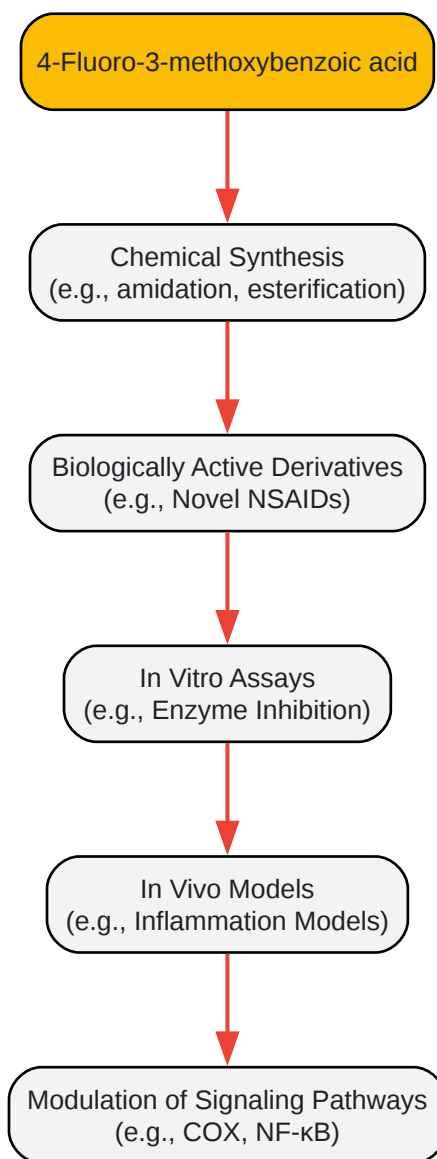 4-Fluoro-3-methoxybenzoic acid
Chemical Synthesis
(e.g., amidation, esterification)
Biologically Active Derivatives
(e.g., Novel NSAIDs)
In Vitro Assays
(e.g., Enzyme Inhibition)
In Vivo Models
(e.g., Inflammation Models)
Modulation of Signaling Pathways
(e.g., COX, NF-κB)